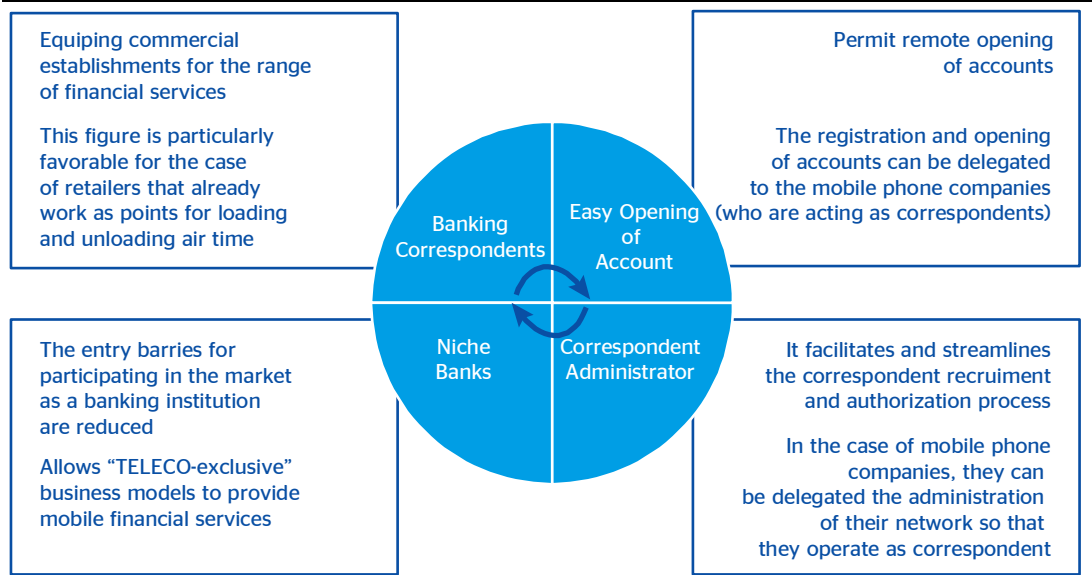 Equiping commercial
establishments for the range
of financial services
This figure is particularly
favorable for the case
of retailers that already
work as points for loading
and unloading air time
Permit remote opening
of accounts
The registration and opening
of accounts can be delegated
to the mobile phone companies
(who are acting as correspondents)
Banking
Correspondents
Easy Opening
of
Account
Niche
Banks
Correspondent
Administrator
The entry barries for
participating in the market
as a banking institution
are reduced
Allows “TELECO-exclusive”
business models to provide
mobile financial services
It facilitates and streamlines
the correspondent recruiment
and authorization process
In the case of mobile phone
companies, they can
be delegated the administration
of their network so that
they operate as correspondent